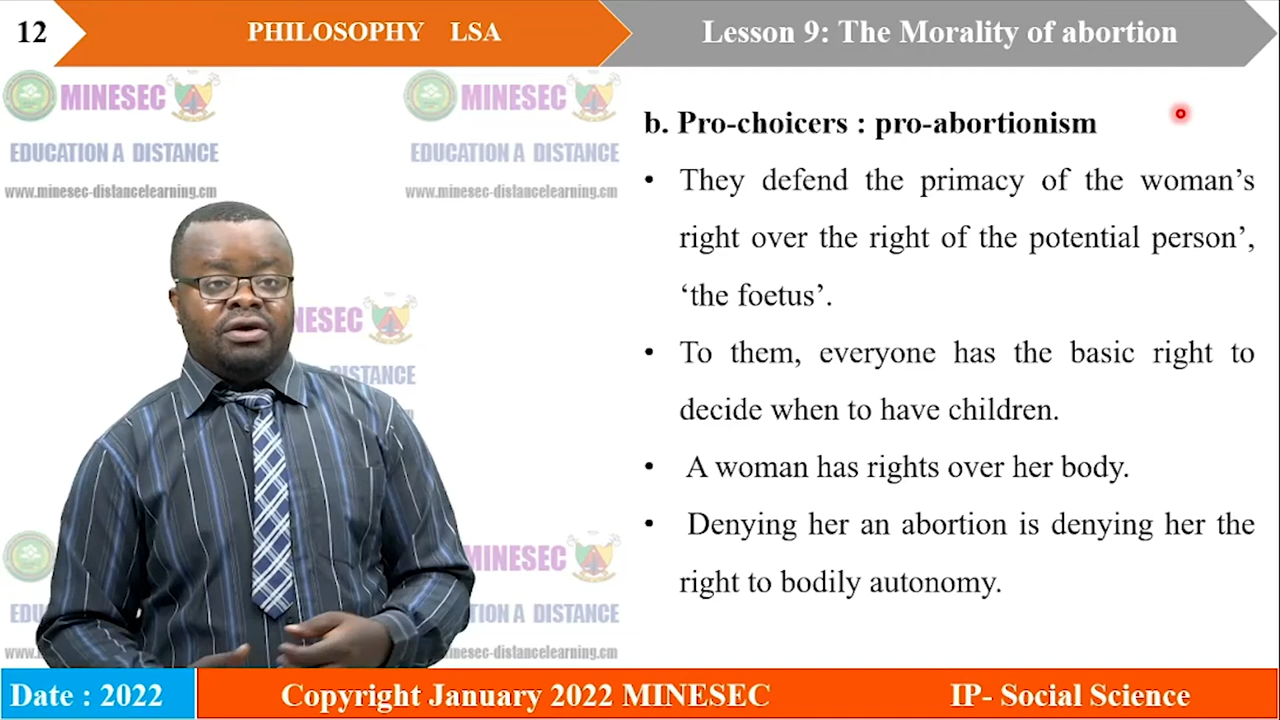 12
PHILOSOPHY LSA
Lesson 9: The Morality of abortion
MINESEC
EDUCATION A DISTANCE
www.minesec-distancelearning.cm
MINESEC
EDUCATION A DISTANCE
www.minesec-distancelearning.cm
NESEC
DISTANCE
MINESEC
EDU
TION A DISTANCE
www.
inesec-distancelearning.cm
b. Pro-choicers : pro-abortionism
• They defend the primacy of the woman’s
right over the right of the potential person’,
‘the foetus’.
• To them, everyone has the basic right to
decide when to have children.
• A woman has rights over her body.
• Denying her an abortion is denying her the
right to bodily autonomy.
Date : 2022
Copyright January 2022 MINESEC
IP- Social Science